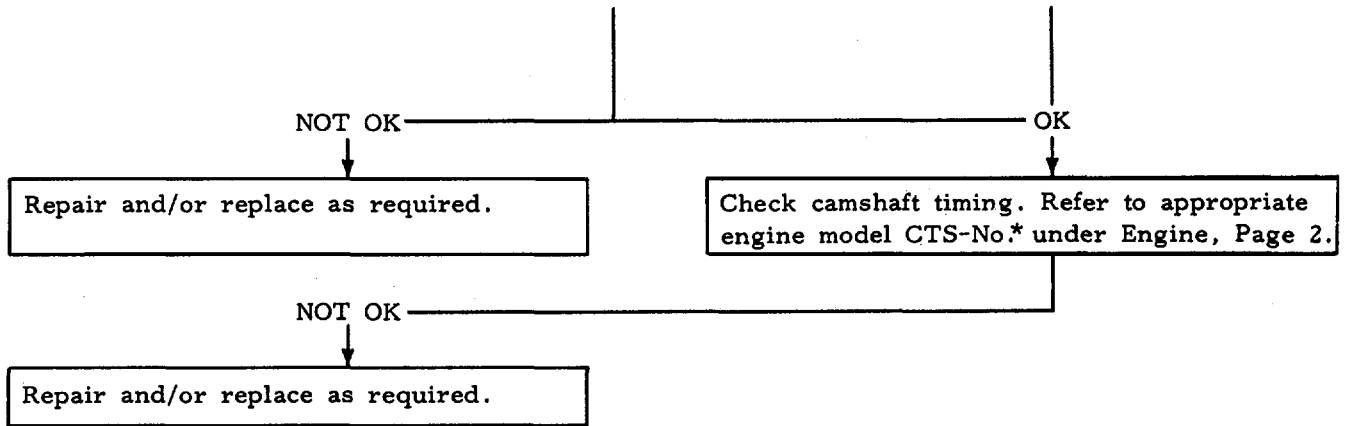 NOT OK
OK
Repair and/or replace as required.
Check camshaft timing. Refer to appropriate
engine model CTS-No.* under Engine, Page 2.
NOT OK
Repair and/or replace as required.